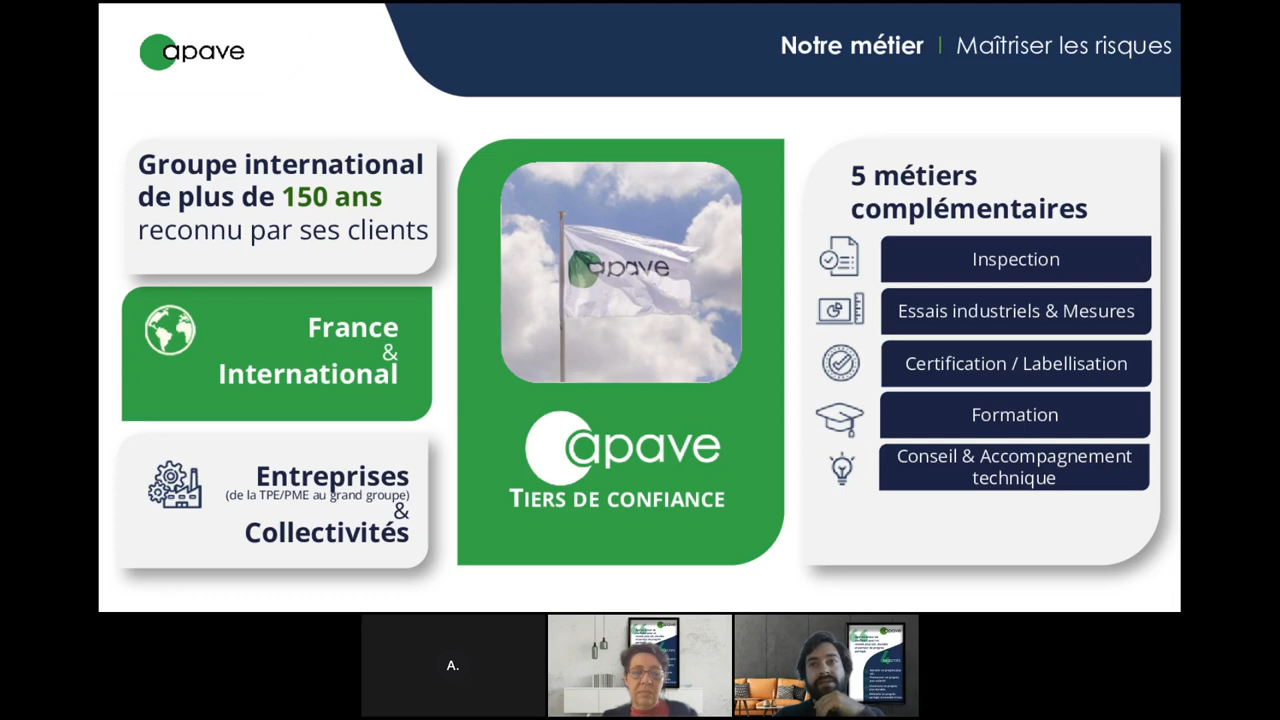 apave
Notre métier | Maîtriser les risques
Groupe international
de plus de 150 ans
reconnu par ses clients
France
&
International
Entreprises
(de la TPE/PME au grand groupe)
&
Collectivités
apave
apave
TIERS DE CONFIANCE
5 métiers
complémentaires
Inspection
Essais industriels & Mesures
Certification / Labellisation
Formation
Conseil & Accompagnement
technique
A.
apave
apave